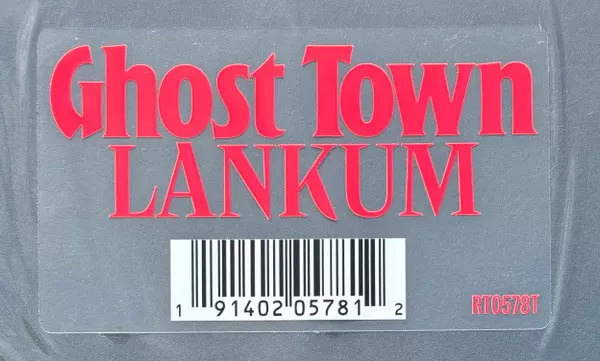 Ghost Town
LANKUM
1 91402 05781 2
RT0578T